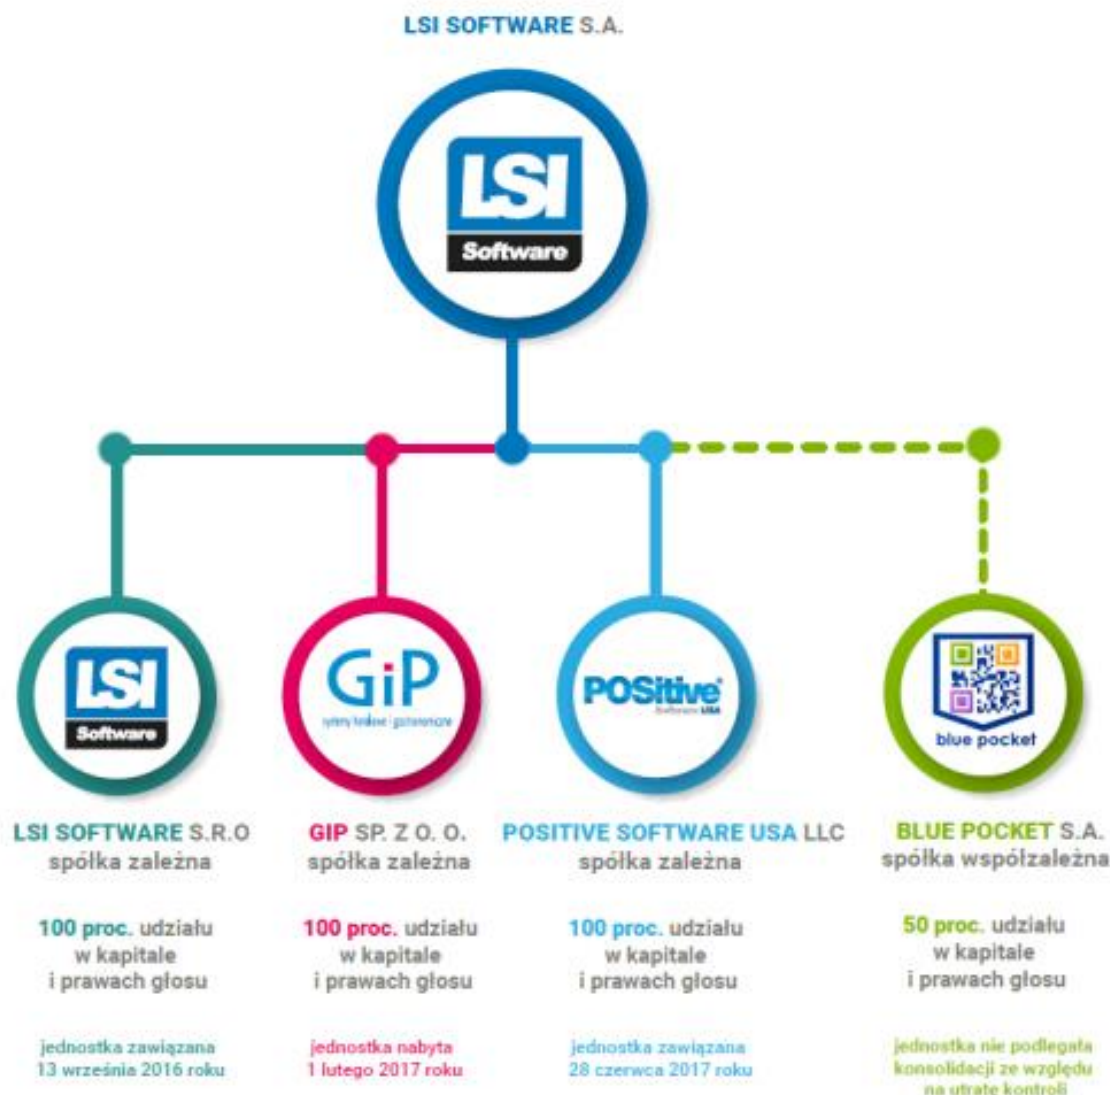 LSI SOFTWARE S.A.
LSI
Software
LSI
Software
GiP
POSitive
Software USA
blue pocket
LSI SOFTWARE S.R.O
spółka zależna
100 proc. udziału
w kapitale
i prawach głosu
jednostka zawiązana
13 września 2016 roku
GIP SP. Z O. O.
spółka zależna
100 proc. udziału
w kapitale
i prawach głosu
jednostka nabyta
1 lutego 2017 roku
POSITIVE SOFTWARE USA LLC
spółka zależna
100 proc. udziału
w kapitale
i prawach głosu
jednostka zawiązana
28 czerwca 2017 roku
BLUE POCKET S.A.
spółka współzależna
50 proc. udziału
w kapitale
i prawach głosu
jednostka nie podlegała
konsolidacji ze względu
na utratę kontroli